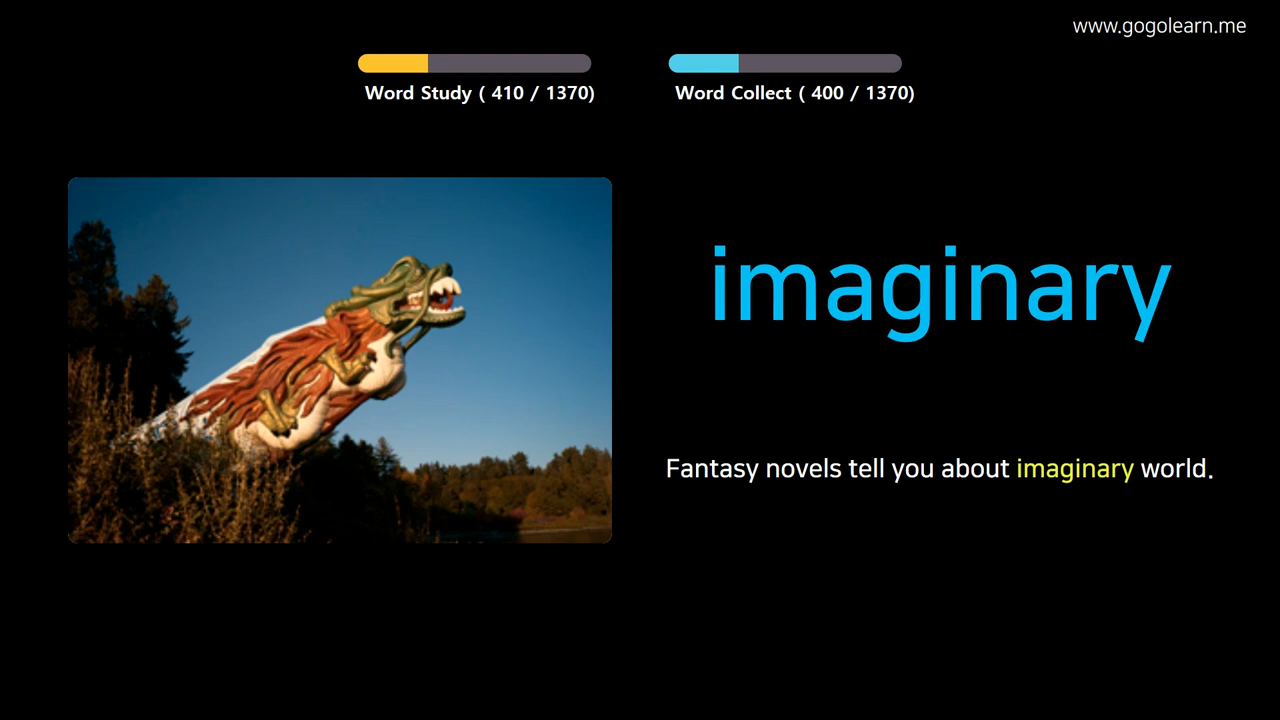 www.gogolearn.me
Word Study ( 410 / 1370)
Word Collect ( 400 / 1370)
imaginary
Fantasy novels tell you about imaginary world.